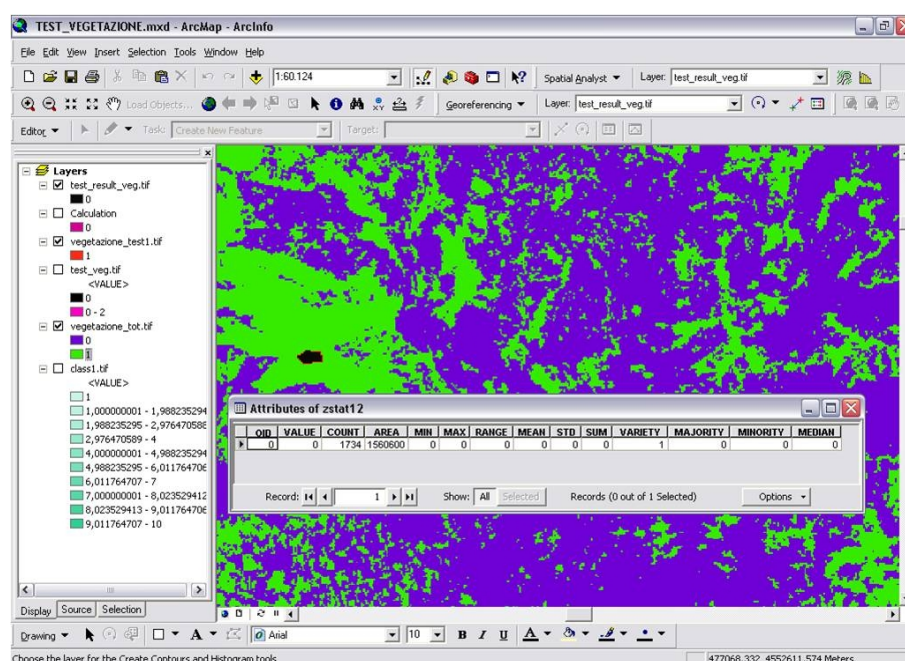 TEST_VEGETAZIONE.mxd - ArcMap - ArcInfo
File Edit View Insert Selection Tools Window Help
1:60.124 Spatial Analyst Layer: test_result_veg.tif
Load Objects... Georeferencing Layer: test_result_veg.tif
Editor Task: Create New Feature Target:
Layers
test_result_veg.tif
0
Calculation
0
vegetazione_test1.tif
1
test_veg.tif
<VALUE>
0
0 - 2
vegetazione_tot.tif
0
1
class1.tif
<VALUE>
1
1,000000001 - 1,988235294
1,988235295 - 2,976470588
2,976470589 - 4
4,000000001 - 4,988235294
4,988235295 - 6,011764706
6,011764707 - 7
7,000000001 - 8,023529412
8,023529413 - 9,011764706
9,011764707 - 10
Attributes of zstat12
OID VALUE COUNT AREA MIN MAX RANGE MEAN STD SUM VARIETY MAJORITY MINORITY MEDIAN
0 0 1734 1560600 0 0 0 0 0 0 1 0 0 0
Record: 1 Show: All Selected Records (0 out of 1 Selected) Options
Display Source Selection
Drawing A Arial 10 B I U A
Choose the layer for the Create Contours and Histogram tools 477068,332 4552611,574 Meters